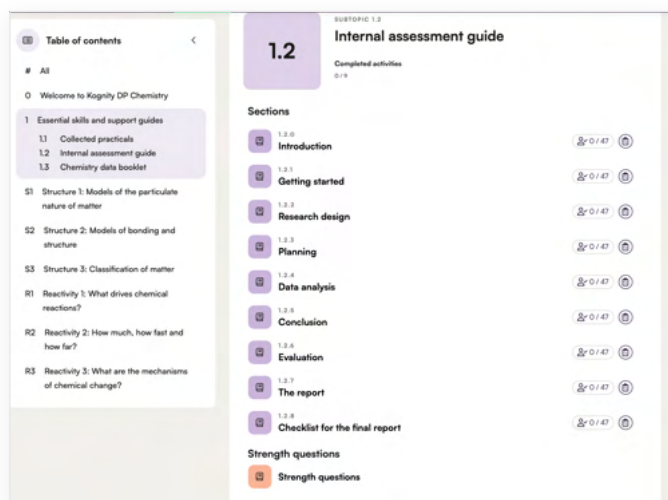 Table of contents
# All
0 Welcome to Kognity DP Chemistry
1 Essential skills and support guides
1.1 Collected practicals
1.2 Internal assessment guide
1.3 Chemistry data booklet
S1 Structure 1: Models of the particulate
nature of matter
S2 Structure 2: Models of bonding and
structure
S3 Structure 3: Classification of matter
R1 Reactivity 1: What drives chemical
reactions?
R2 Reactivity 2: How much, how fast and
how far?
R3 Reactivity 3: What are the mechanisms
of chemical change?
1.2
SUBTOPIC 1.2
Internal assessment guide
Completed activities
0/9
Sections
1.2.0
Introduction
0 / 47
1.2.1
Getting started
0 / 47
1.2.2
Research design
0 / 47
1.2.3
Planning
0 / 47
1.2.4
Data analysis
0 / 47
1.2.5
Conclusion
0 / 47
1.2.6
Evaluation
0 / 47
1.2.7
The report
0 / 47
1.2.8
Checklist for the final report
0 / 47
Strength questions
Strength questions